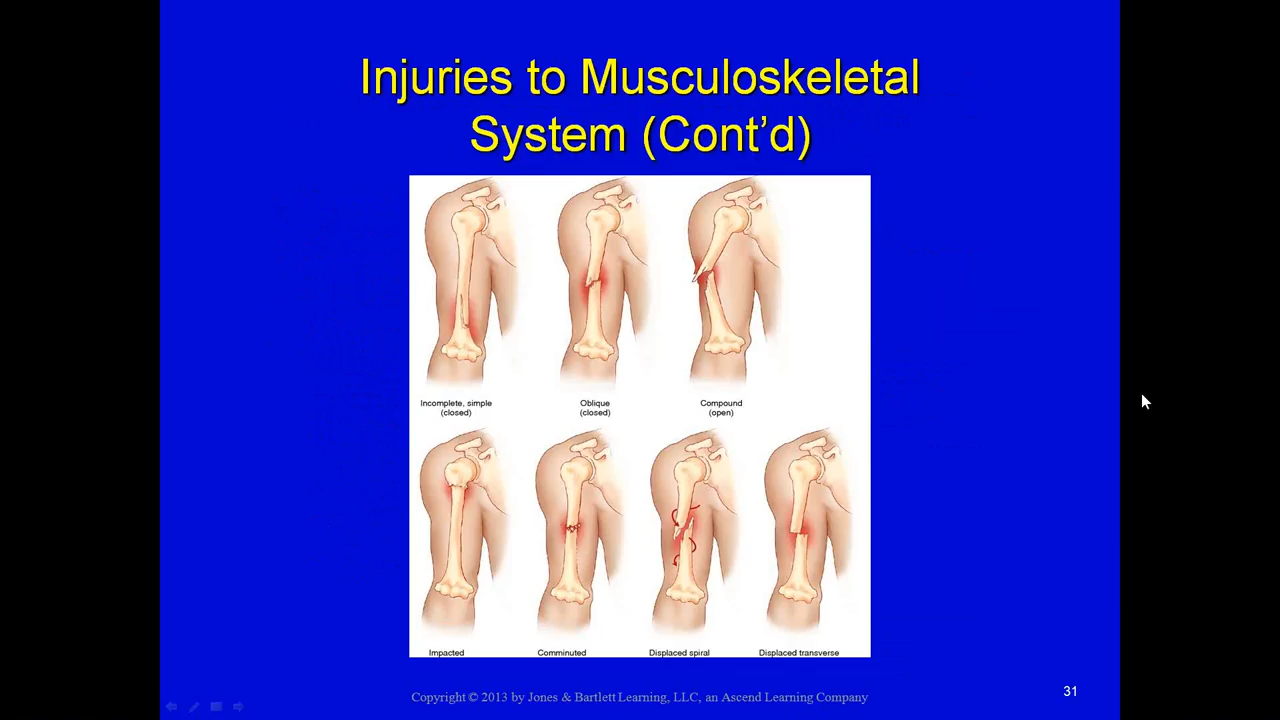 Injuries to Musculoskeletal
System (Cont’d)
Incomplete, simple
(closed)
Oblique
(closed)
Compound
(open)
Impacted
Comminuted
Displaced spiral
Displaced transverse
Copyright © 2013 by Jones & Bartlett Learning, LLC, an Ascend Learning Company
31